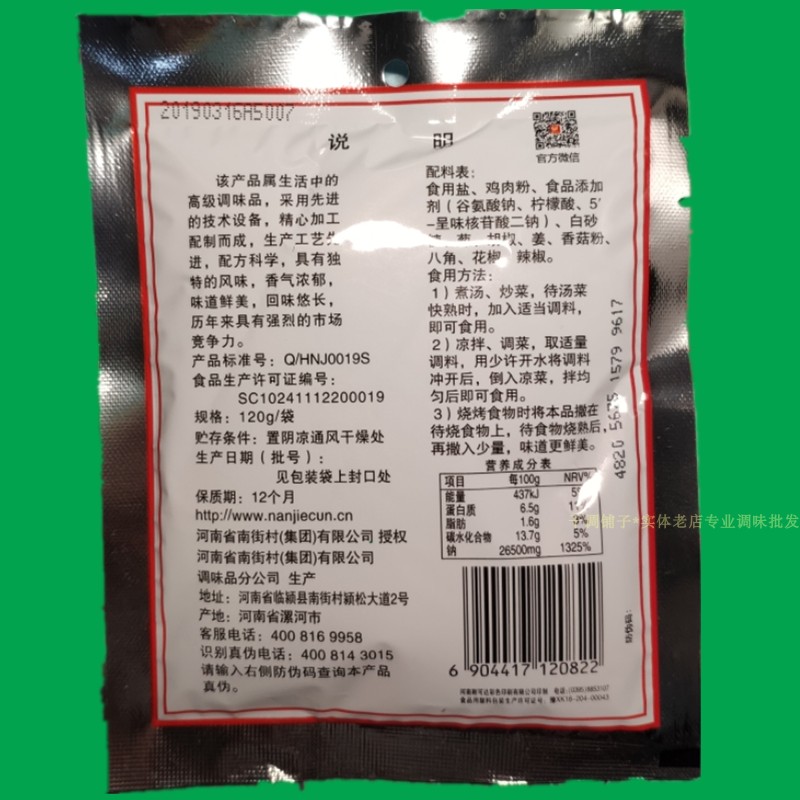 20190316A5007
说 明
官方微信
该产品属生活中的
高级调味品，采用先进
的技术设备，精心加工
配制而成，生产工艺先
进，配方科学，具有独
特的风味，香气浓郁，
味道鲜美，回味悠长，
历年来具有强烈的市场
竞争力。
产品标准号：Q/HNJ0019S
食品生产许可证编号：
SC10241112200019
规格：120g/袋
贮存条件：置阴凉通风干燥处
生产日期（批号）：
见包装袋上封口处
保质期：12个月
http://www.nanjiecun.cn
河南省南街村(集团)有限公司 授权
河南省南街村(集团)有限公司
调味品分公司 生产
地址：河南省临颍县南街村颍松大道2号
产地：河南省漯河市
客服电话：400 816 9958
识别真伪电话：400 814 3015
请输入右侧防伪码查询本产品
真伪。
配料表：
食用盐、鸡肉粉、食品添加
剂（谷氨酸钠、柠檬酸、5′
-呈味核苷酸二钠）、白砂
、胡椒、姜、香菇粉、
八角、花椒、辣椒。
食用方法：
1）煮汤、炒菜，待汤菜
快熟时，加入适当调料，
即可食用。
2）凉拌、调菜，取适量
调料，用少许开水将调料
冲开后，倒入凉菜，拌均
匀后即可食用。
3）烧烤食物时将本品撒在
待烧食物上，待食物烧熟后，
再撒入少量，味道更鲜美。
营养成分表
项目 每100g NRV%
能量 437kJ 5%
蛋白质 6.5g
脂肪 1.6g 3%
碳水化合物 13.7g 5%
钠 26500mg 1325%
6 904417 120822
防伪码：
调铺子*实体老店专业调味批发